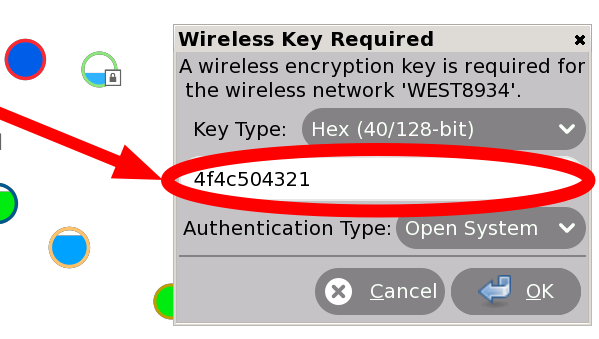 Wireless Key Required
A wireless encryption key is required for
the wireless network 'WEST8934'.
Key Type: Hex (40/128-bit)
4f4c504321
Authentication Type: Open System
Cancel OK